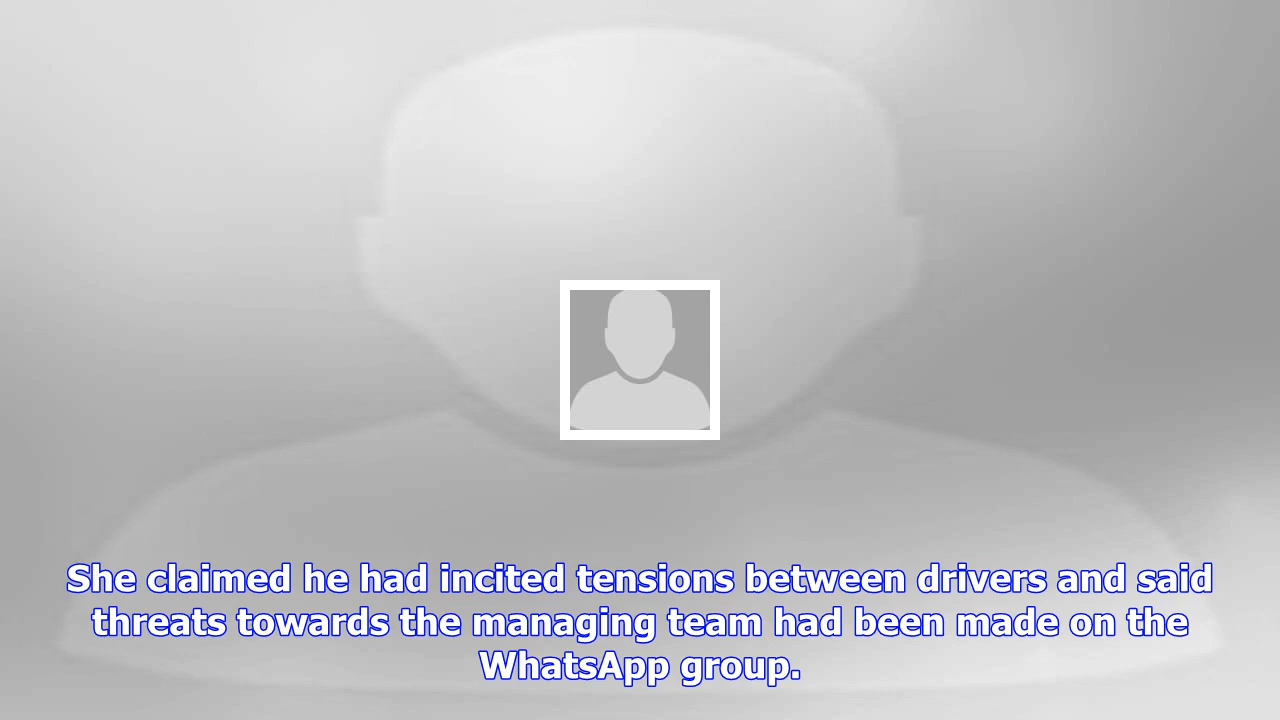 She claimed he had incited tensions between drivers and said
threats towards the managing team had been made on the
WhatsApp group.